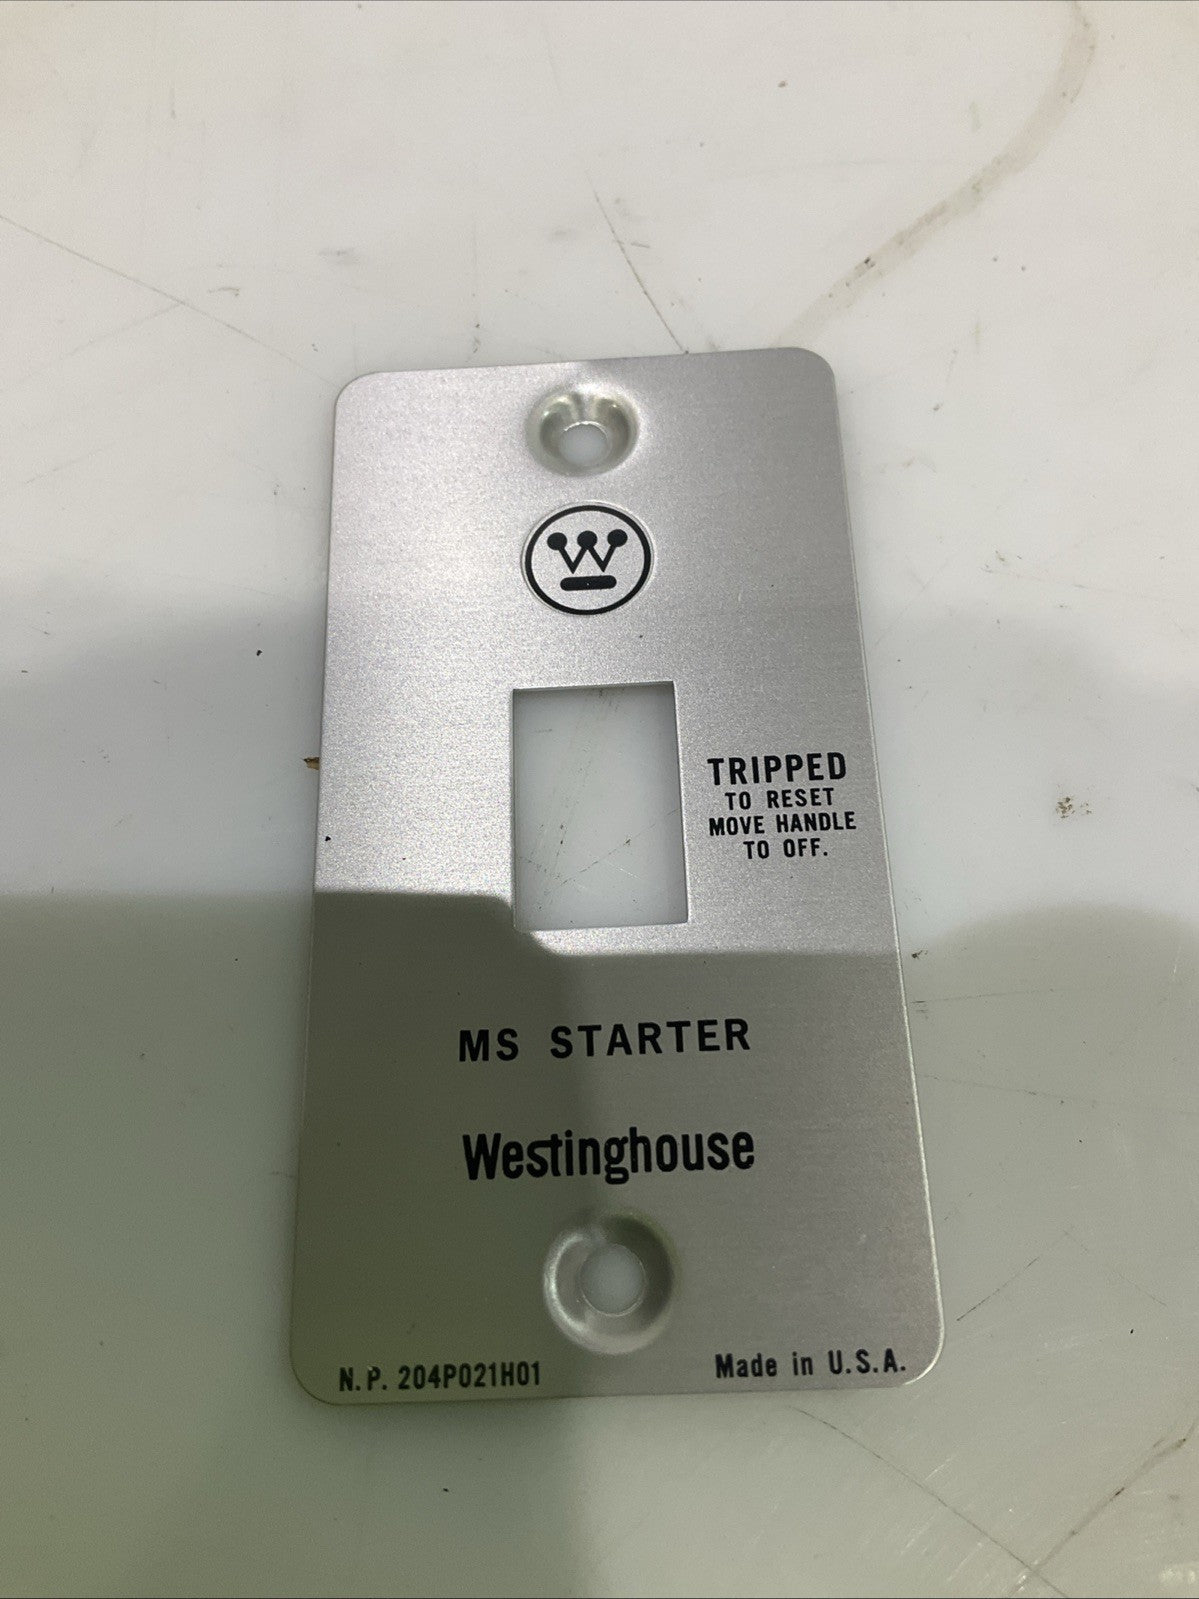 W
TRIPPED
TO RESET
MOVE HANDLE
TO OFF.
MS STARTER
Westinghouse
N.P. 204P021H01
Made in U.S.A.